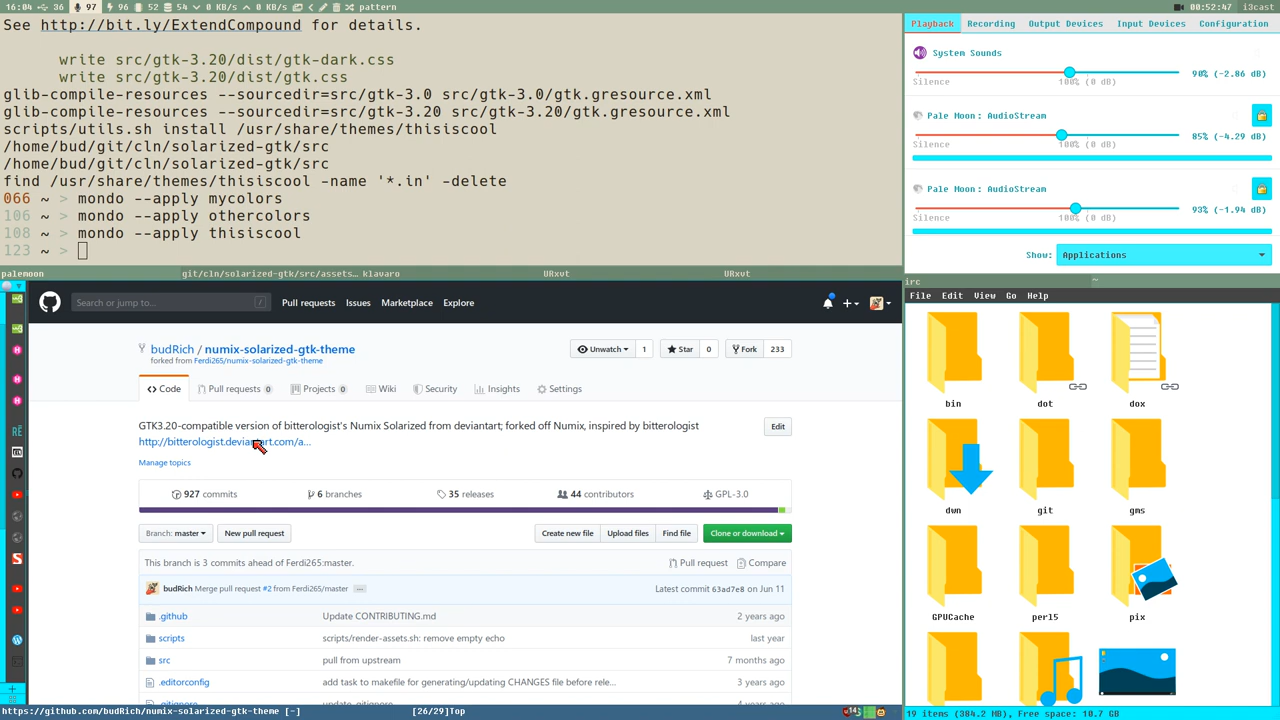 16:04 36 97 96 52 54 0 KB/s 0 KB/s pattern
00:52:47 i3cast
See http://bit.ly/ExtendCompound for details.
write src/gtk-3.20/dist/gtk-dark.css
write src/gtk-3.20/dist/gtk.css
glib-compile-resources --sourcedir=src/gtk-3.0 src/gtk-3.0/gtk.gresource.xml
glib-compile-resources --sourcedir=src/gtk-3.20 src/gtk-3.20/gtk.gresource.xml
scripts/utils.sh install /usr/share/themes/thisiscool
/home/bud/git/cln/solarized-gtk/src
/home/bud/git/cln/solarized-gtk/src
find /usr/share/themes/thisiscool -name '*.in' -delete
066 ~ > mondo --apply mycolors
106 ~ > mondo --apply othercolors
108 ~ > mondo --apply thisiscool
123 ~ >
Playback Recording Output Devices Input Devices Configuration
System Sounds
90% (-2.86 dB)
Silence 100% (0 dB)
Pale Moon: AudioStream
85% (-4.29 dB)
Silence 100% (0 dB)
Pale Moon: AudioStream
93% (-1.94 dB)
Silence 100% (0 dB)
Show: Applications
palemoon git/cln/solarized-gtk/src/assets… klavaro URxvt URxvt
Search or jump to... / Pull requests Issues Marketplace Explore
budRich / numix-solarized-gtk-theme
forked from Ferdi265/numix-solarized-gtk-theme
Unwatch 1 Star 0 Fork 233
Code Pull requests 0 Projects 0 Wiki Security Insights Settings
GTK3.20-compatible version of bitterologist's Numix Solarized from deviantart; forked off Numix, inspired by bitterologist
http://bitterologist.deviantart.com/a...
Edit
Manage topics
927 commits 6 branches 35 releases 44 contributors GPL-3.0
Branch: master New pull request Create new file Upload files Find file Clone or download
This branch is 3 commits ahead of Ferdi265:master. Pull request Compare
budRich Merge pull request #2 from Ferdi265/master … Latest commit 63ad7e8 on Jun 11
.github Update CONTRIBUTING.md 2 years ago
scripts scripts/render-assets.sh: remove empty echo last year
src pull from upstream 7 months ago
.editorconfig add task to makefile for generating/updating CHANGES file before rele... 3 years ago
.gitignore update .gitignore 4 years ago
https://github.com/budRich/numix-solarized-gtk-theme [-] [26/29]Top
irc ~
File Edit View Go Help
bin dot dox
dwn git gms
GPUCache perl5 pix
19 items (384.2 MB), Free space: 10.7 GB